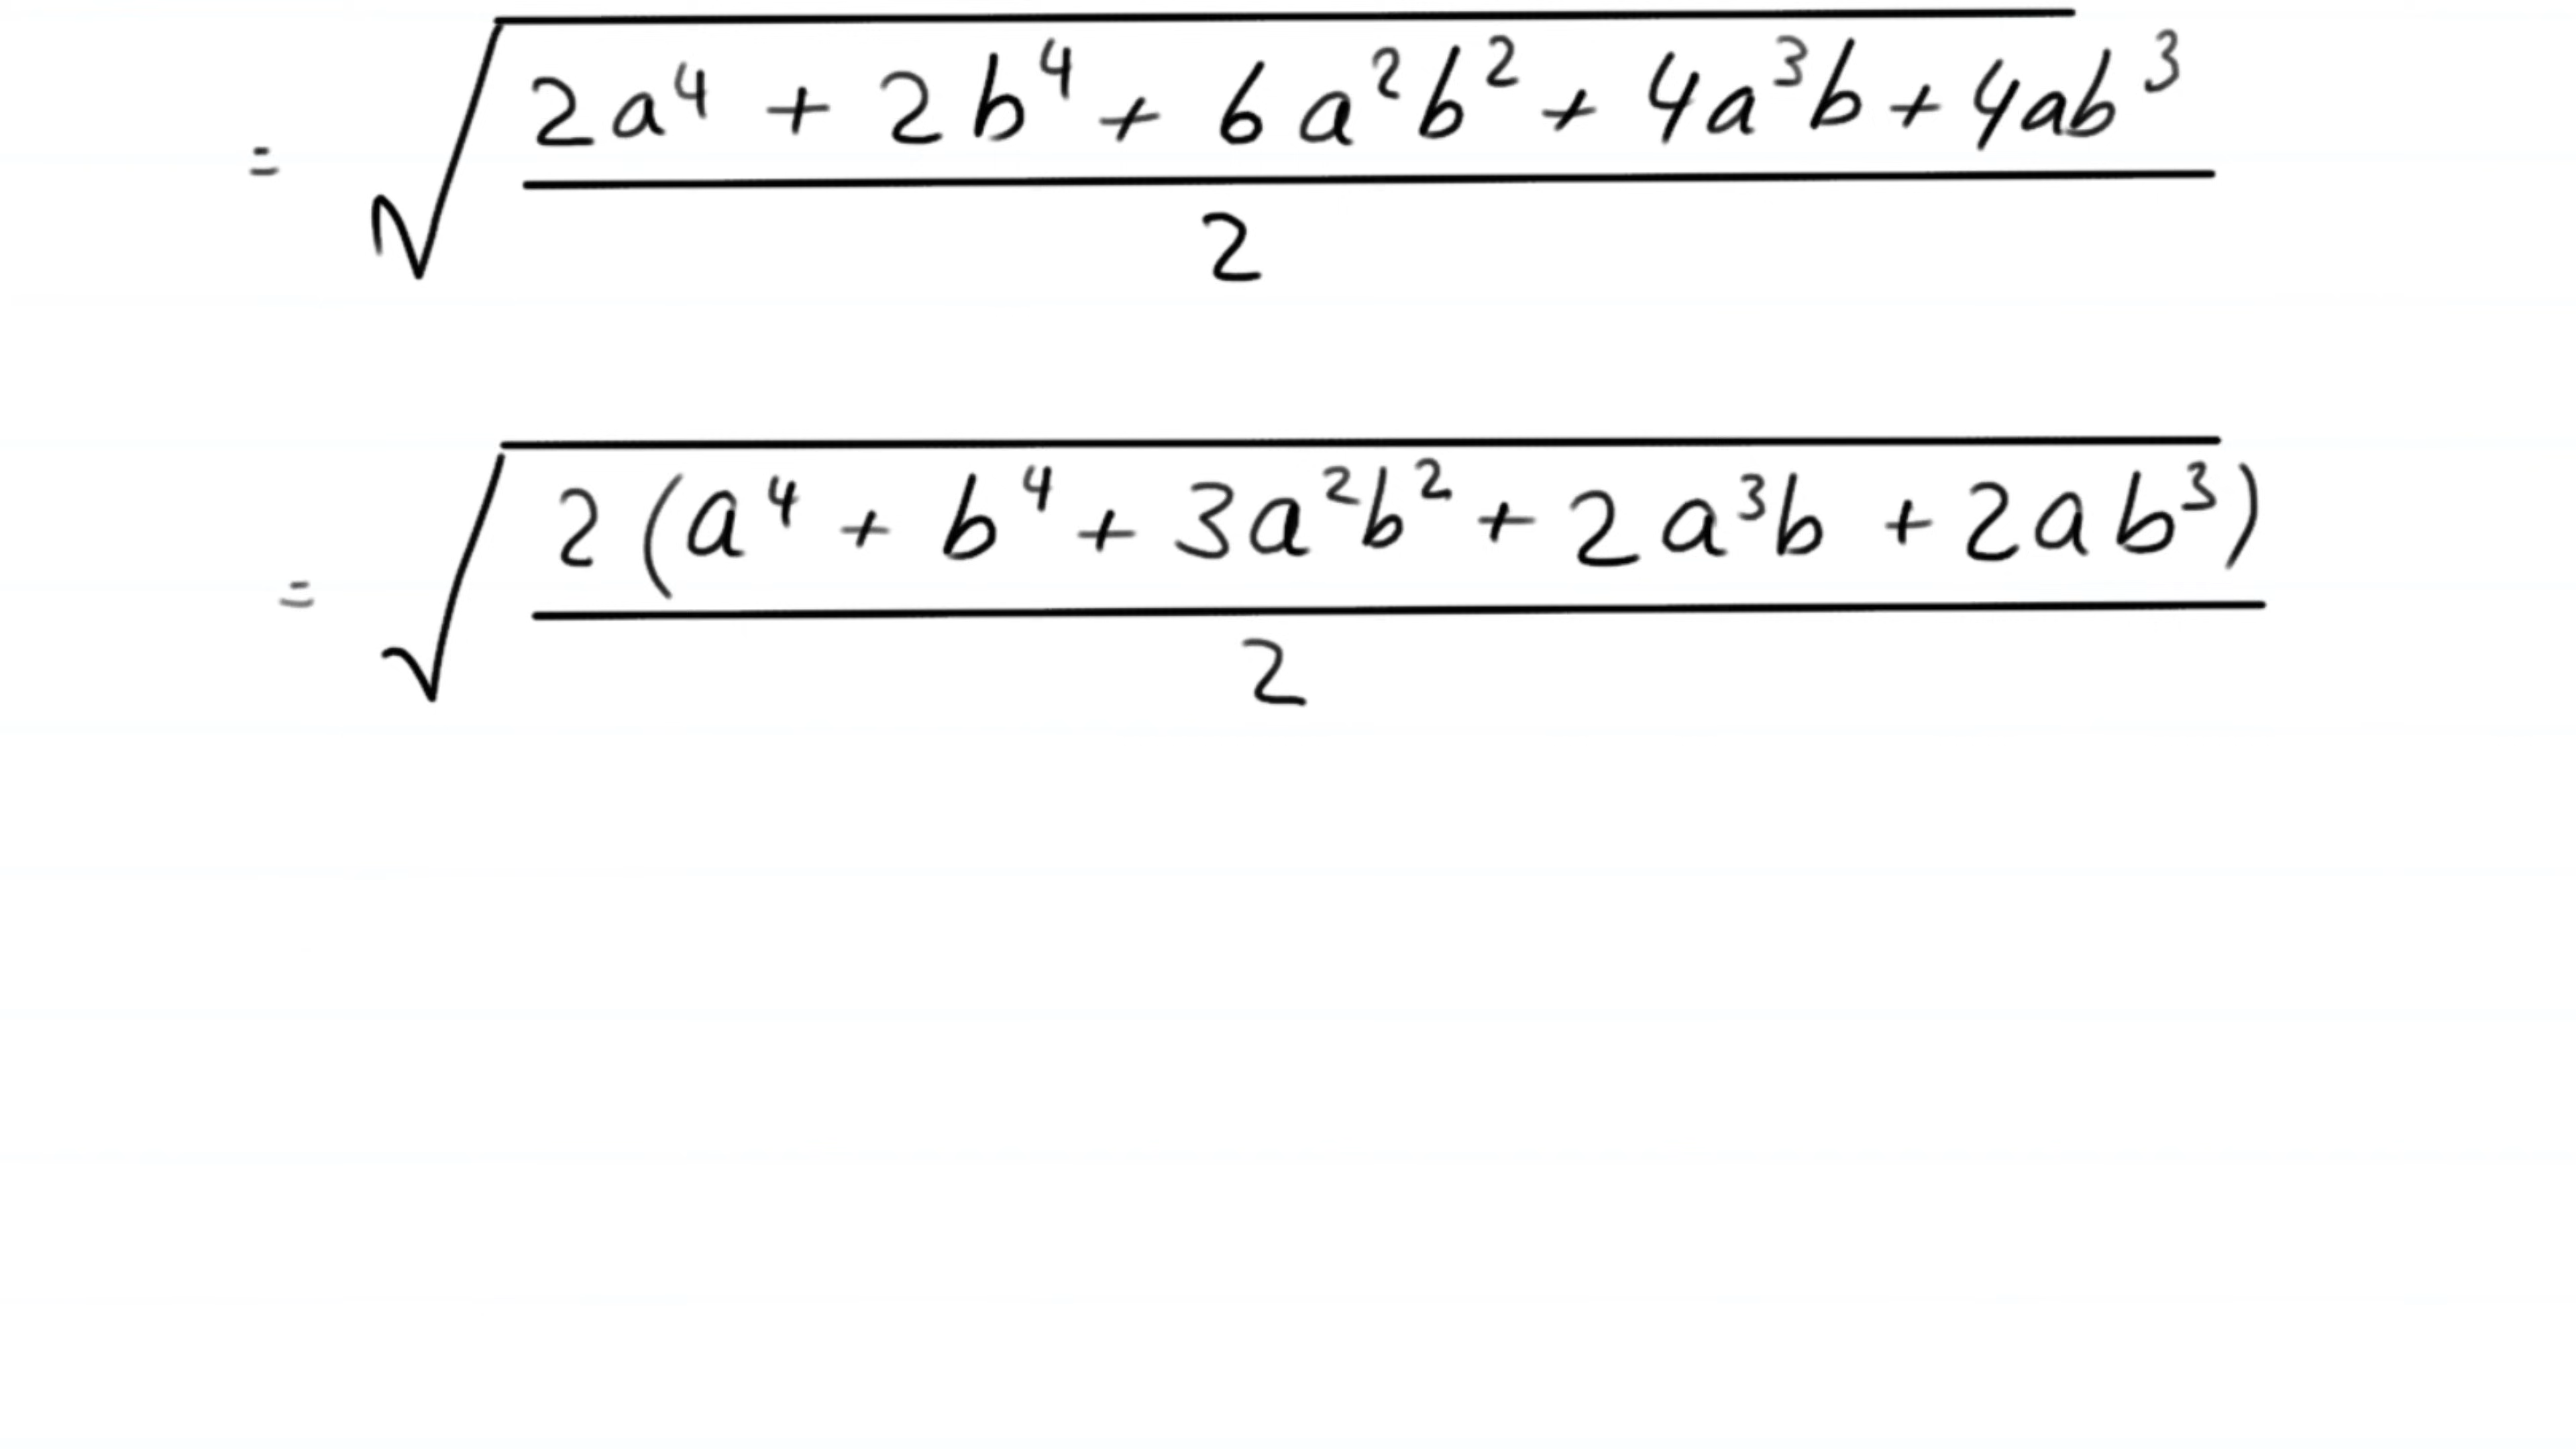 = √(2a⁴ + 2b⁴ + 6a²b² + 4a³b + 4ab³ / 2)
= √(2(a⁴ + b⁴ + 3a²b² + 2a³b + 2ab³) / 2)